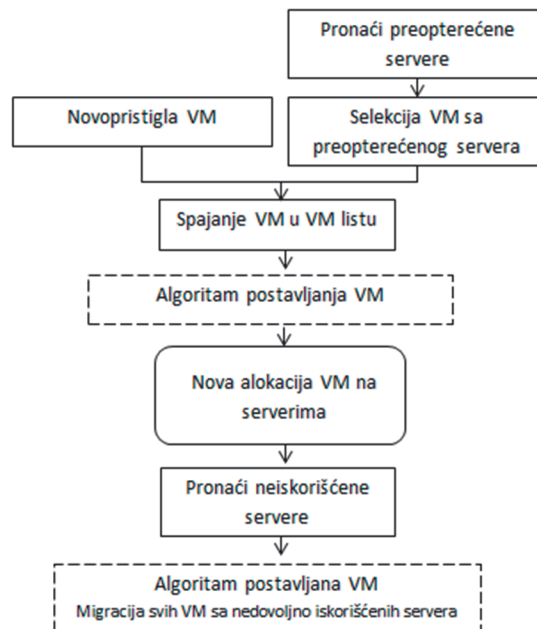 Pronaći preopterećene
servere
Novopristigla VM
Selekcija VM sa
preopterećenog servera
Spajanje VM u VM listu
Algoritam postavljanja VM
Nova alokacija VM na
serverima
Pronaći neiskorišćene
servere
Algoritam postavljana VM
Migracija svih VM sa nedovoljno iskorišćenih servera